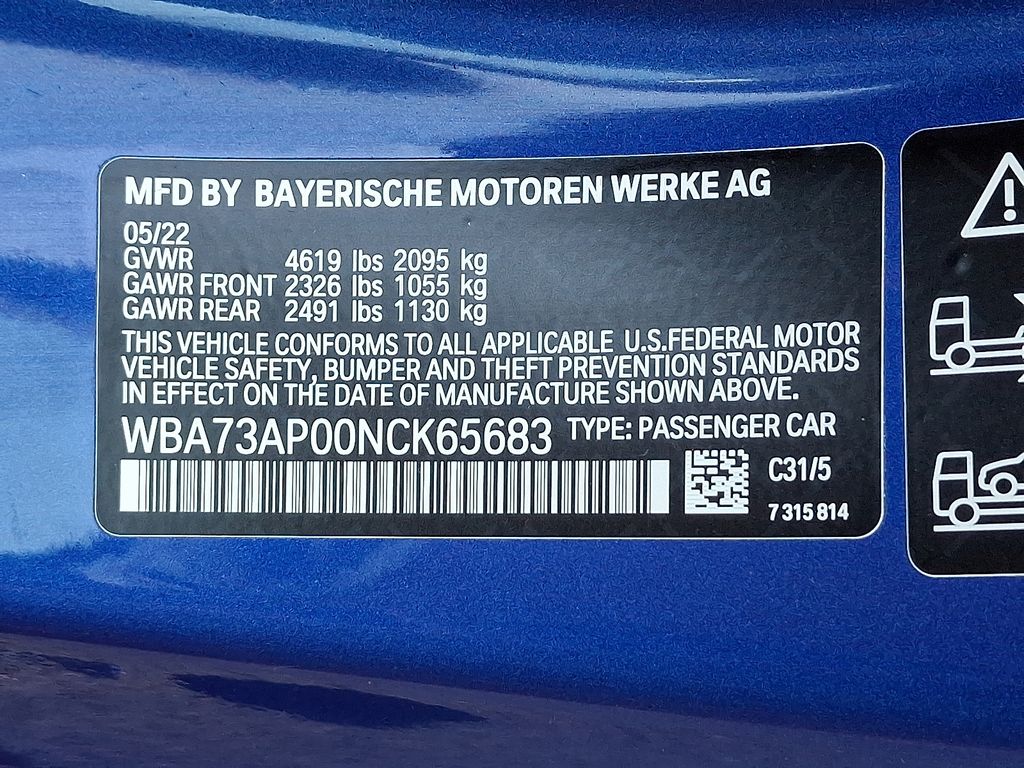 MFD BY BAYERISCHE MOTOREN WERKE AG
05/22
GVWR 4619 lbs 2095 kg
GAWR FRONT 2326 lbs 1055 kg
GAWR REAR 2491 lbs 1130 kg
THIS VEHICLE CONFORMS TO ALL APPLICABLE U.S.FEDERAL MOTOR
VEHICLE SAFETY, BUMPER AND THEFT PREVENTION STANDARDS
IN EFFECT ON THE DATE OF MANUFACTURE SHOWN ABOVE.
WBA73AP00NCK65683 TYPE: PASSENGER CAR
C31/5
7 315 814